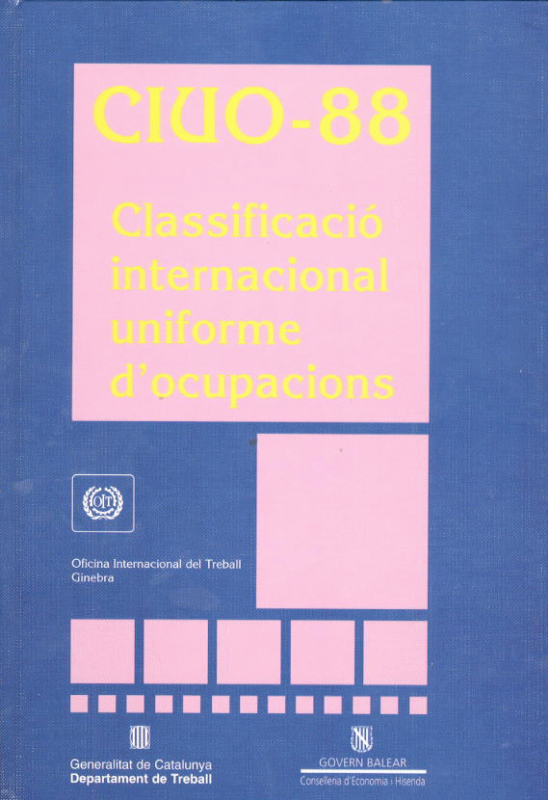 CIUO-88
Classificació
internacional
uniforme
d'ocupacions
OIT
Oficina Internacional del Treball
Ginebra
Generalitat de Catalunya
Departament de Treball
GOVERN BALEAR
Conselleria d'Economia i Hisenda